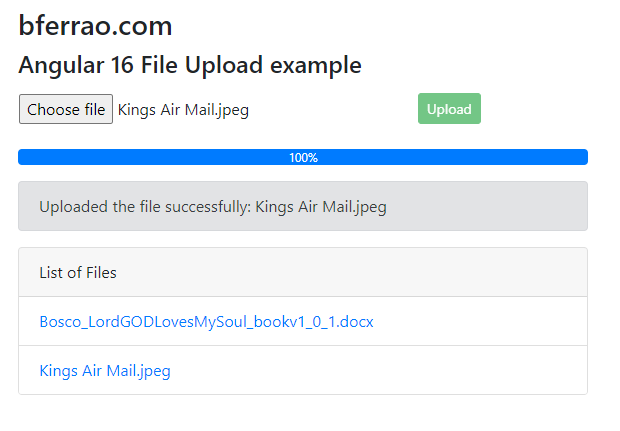 bferrao.com
Angular 16 File Upload example
Choose file Kings Air Mail.jpeg Upload
100%
Uploaded the file successfully: Kings Air Mail.jpeg
List of Files
Bosco_LordGODLovesMySoul_bookv1_0_1.docx
Kings Air Mail.jpeg